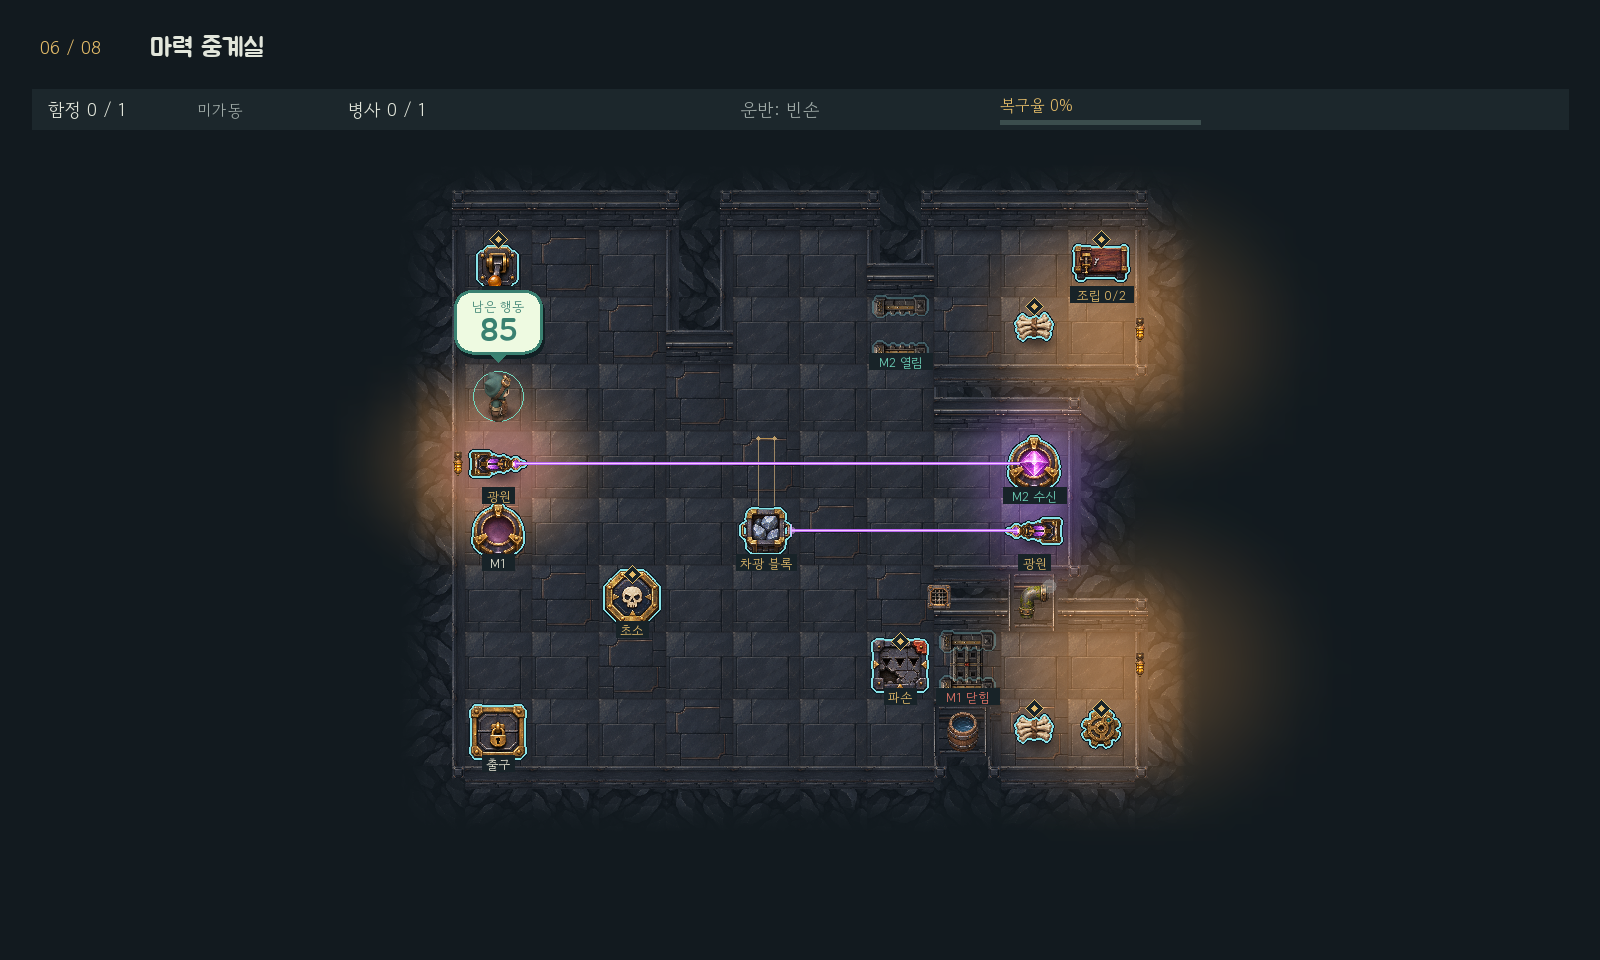 06 / 08 마력 중계실
함정 0 / 1 미가동 병사 0 / 1 운반: 빈손 복구율 0%
조립 0/2
남은 행동
85
M2 열림
광원
M2 수신
M1
차광 블록
광원
초소
파손
M1 닫힘
출구